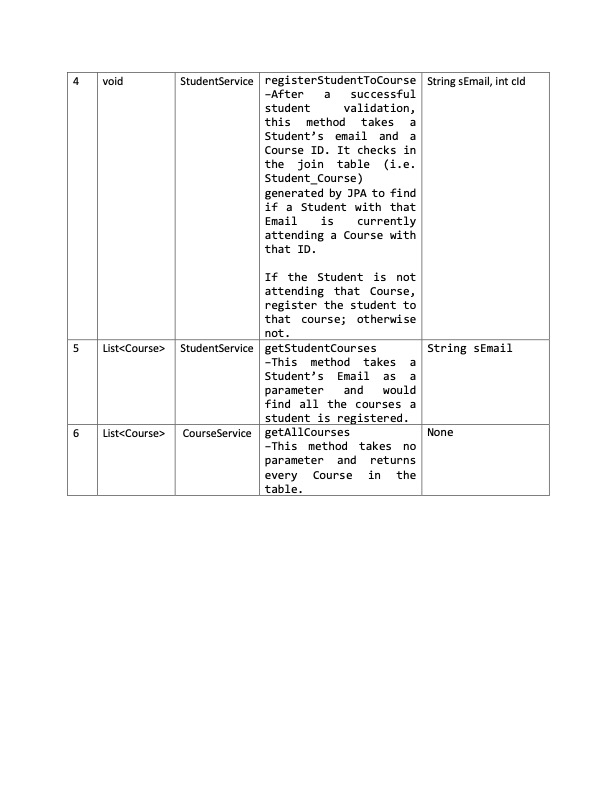 4 void StudentService registerStudentToCourse String sEmail, int cId
–After a successful
student validation,
this method takes a
Student’s email and a
Course ID. It checks in
the join table (i.e.
Student_Course)
generated by JPA to find
if a Student with that
Email is currently
attending a Course with
that ID.
If the Student is not
attending that Course,
register the student to
that course; otherwise
not.
5 List<Course> StudentService getStudentCourses String sEmail
–This method takes a
Student’s Email as a
parameter and would
find all the courses a
student is registered.
6 List<Course> CourseService getAllCourses None
–This method takes no
parameter and returns
every Course in the
table.